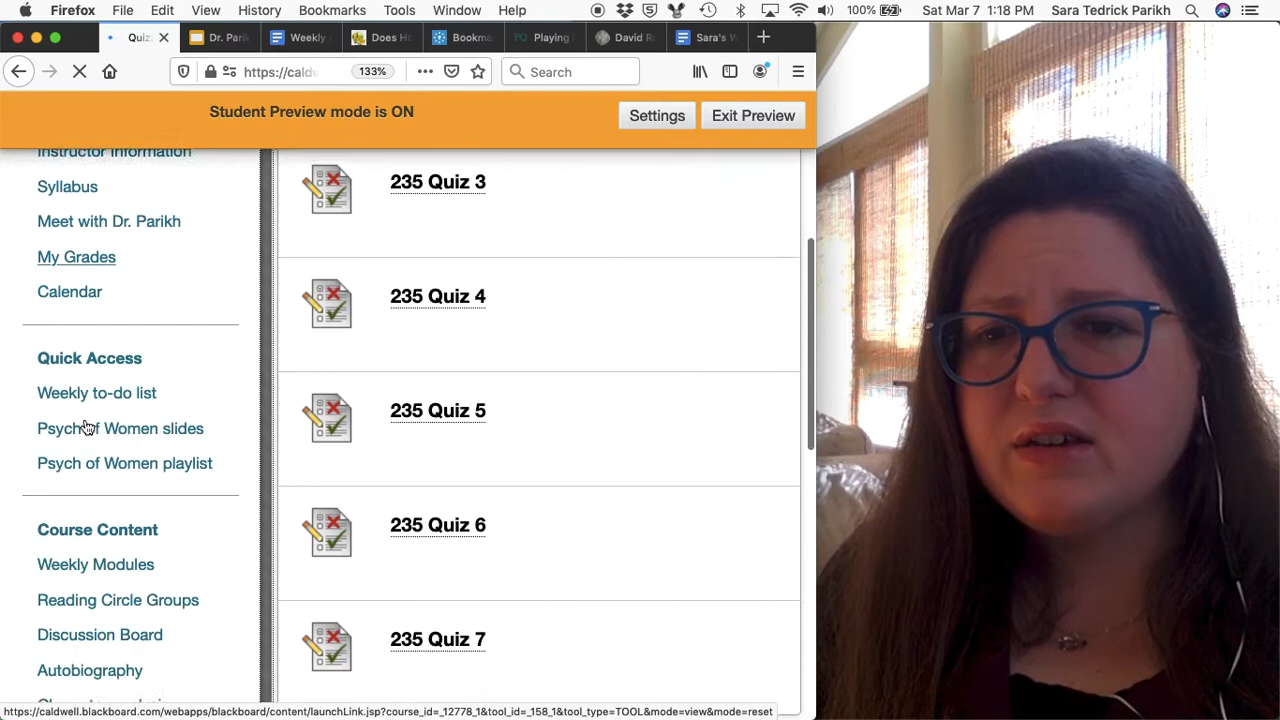 Firefox File Edit View History Bookmarks Tools Window Help 100% Sat Mar 7 1:18 PM Sara Tedrick Parikh
Quiz Dr. Pari Weekly Does Ho Bookma PQ Playing David R Sara's W
https://cald 133% Search
Student Preview mode is ON Settings Exit Preview
Instructor Information
Syllabus
Meet with Dr. Parikh
My Grades
Calendar
Quick Access
Weekly to-do list
Psych of Women slides
Psych of Women playlist
Course Content
Weekly Modules
Reading Circle Groups
Discussion Board
Autobiography
235 Quiz 3
235 Quiz 4
235 Quiz 5
235 Quiz 6
235 Quiz 7
https://caldwell.blackboard.com/webapps/blackboard/content/launchLink.jsp?course_id=_12778_1&tool_id=_158_1&tool_type=TOOL&mode=view&mode=reset